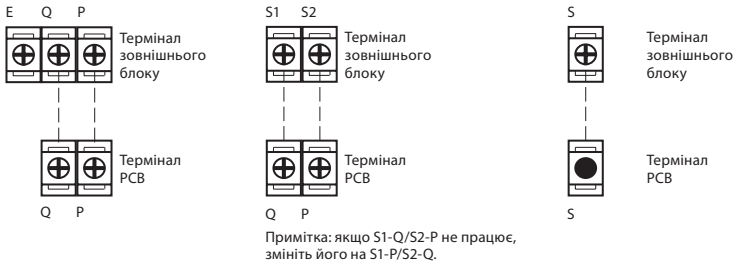 E Q P
Термінал
зовнішнього
блоку
Термінал
PCB
Q P
S1 S2
Термінал
зовнішнього
блоку
Термінал
PCB
Q P
Примітка: якщо S1-Q/S2-P не працює,
змініть його на S1-P/S2-Q.
S
Термінал
зовнішнього
блоку
Термінал
PCB
S